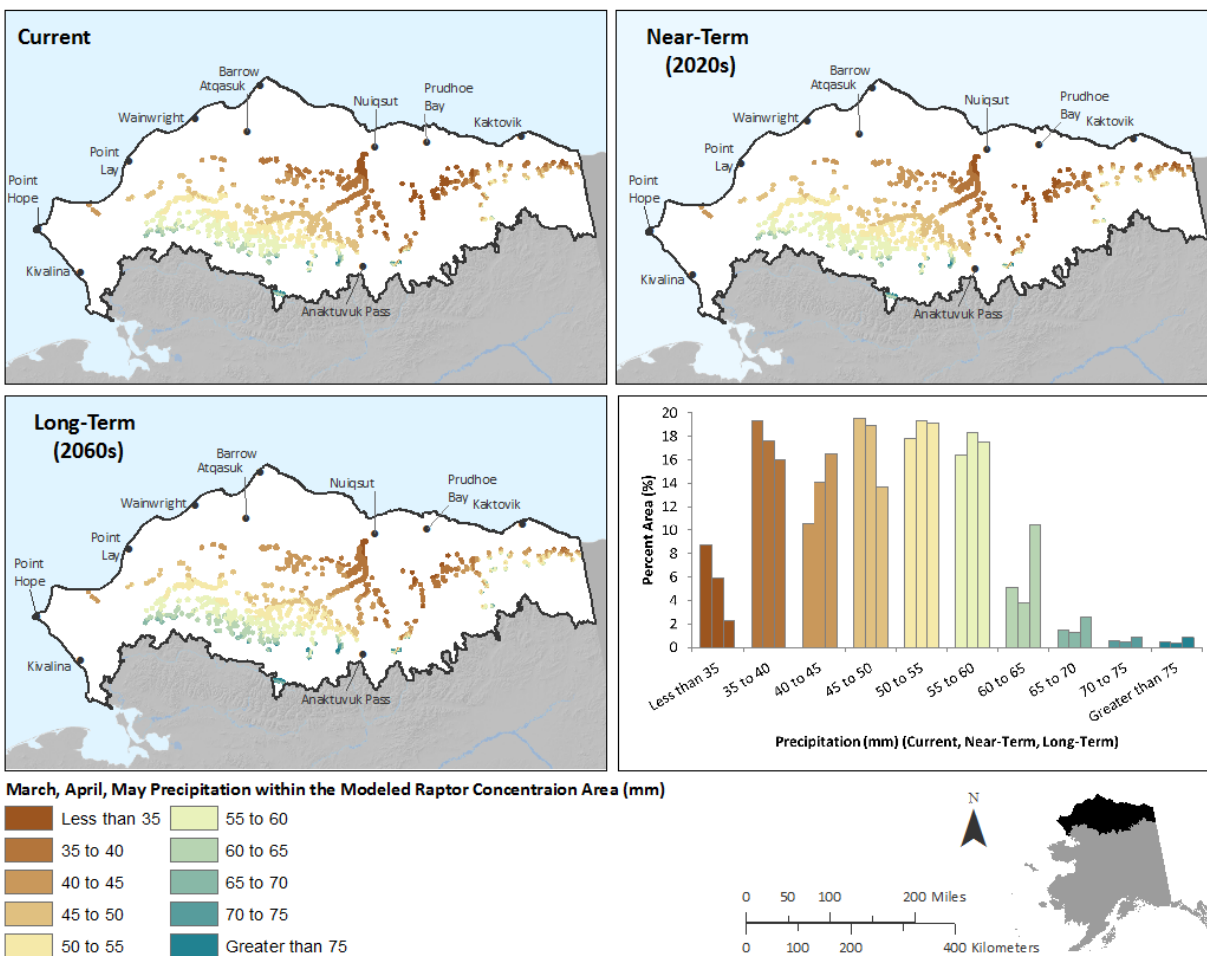 Current
Barrow
Atqasuk
Nuiqsut
Prudhoe
Bay
Wainwright
Kaktovik
Point
Lay
Point
Hope
Kivalina
Anaktuvuk Pass
Near-Term
(2020s)
Barrow
Atqasuk
Nuiqsut
Prudhoe
Bay
Wainwright
Kaktovik
Point
Lay
Point
Hope
Kivalina
Anaktuvuk Pass
Long-Term
(2060s)
Barrow
Atqasuk
Nuiqsut
Prudhoe
Bay
Wainwright
Kaktovik
Point
Lay
Point
Hope
Kivalina
Anaktuvuk Pass
Percent Area (%)
20
18
16
14
12
10
8
6
4
2
0
Less than 35
35 to 40
40 to 45
45 to 50
50 to 55
55 to 60
60 to 65
65 to 70
70 to 75
Greater than 75
Precipitation (mm) (Current, Near-Term, Long-Term)
March, April, May Precipitation within the Modeled Raptor Concentraion Area (mm)
Less than 35
35 to 40
40 to 45
45 to 50
50 to 55
55 to 60
60 to 65
65 to 70
70 to 75
Greater than 75
N
0 50 100 200 Miles
0 100 200 400 Kilometers